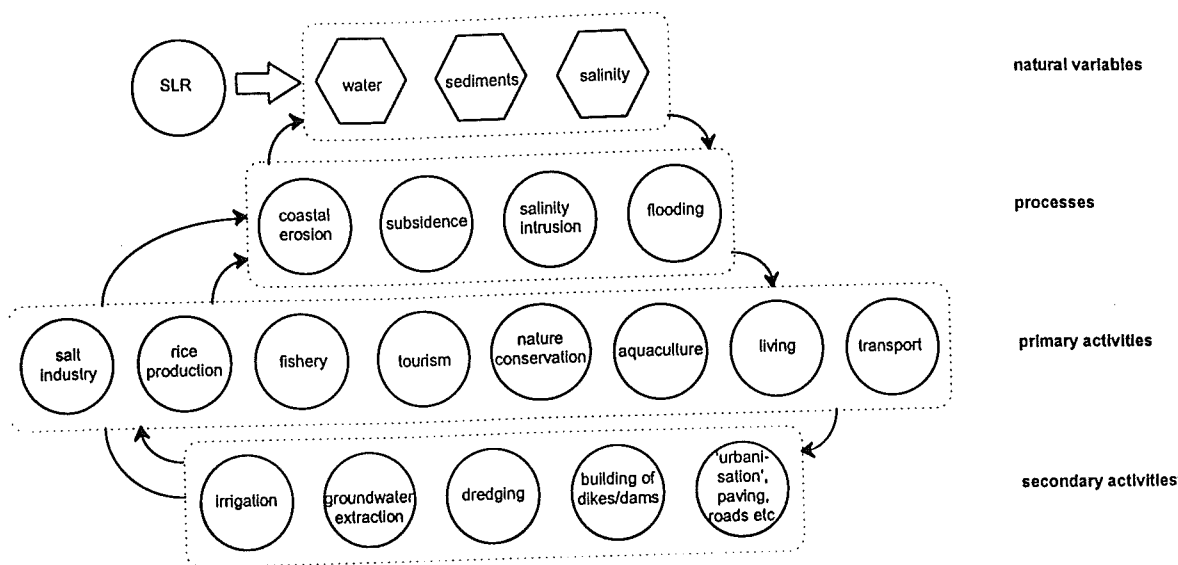 SLR
water
sediments
salinity
natural variables
coastal
erosion
subsidence
salinity
intrusion
flooding
processes
salt
industry
rice
production
fishery
tourism
nature
conservation
aquaculture
living
transport
primary activities
irrigation
groundwater
extraction
dredging
building of
dikes/dams
'urbani-
sation',
paving,
roads etc
secondary activities